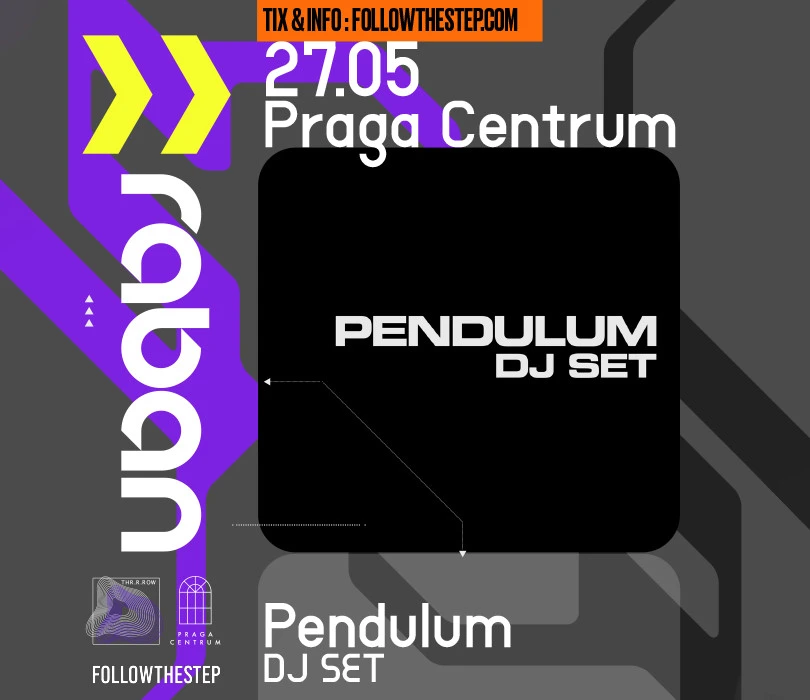 TIX & INFO : FOLLOWTHESTEP.COM
27.05
Praga Centrum
raban
PENDULUM
DJ SET
THR.R.ROW
PRAGA
CENTRUM
FOLLOWTHESTEP
Pendulum
DJ SET